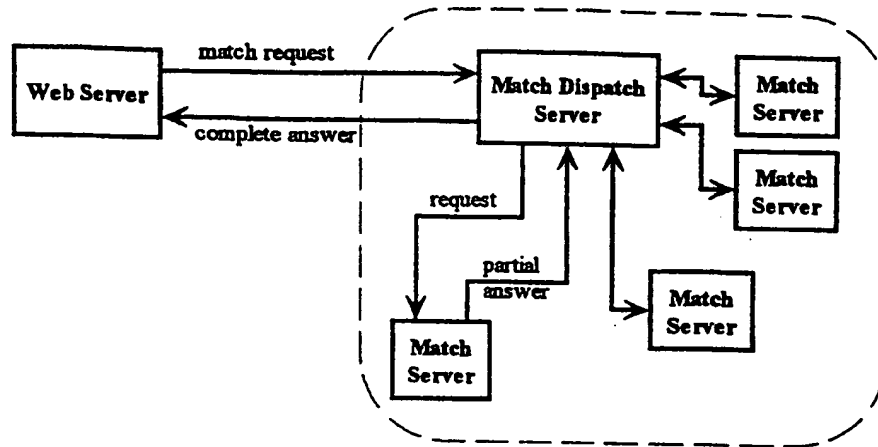 match request
Web Server
complete answer
Match Dispatch
Server
Match
Server
Match
Server
request
partial
answer
Match
Server
Match
Server